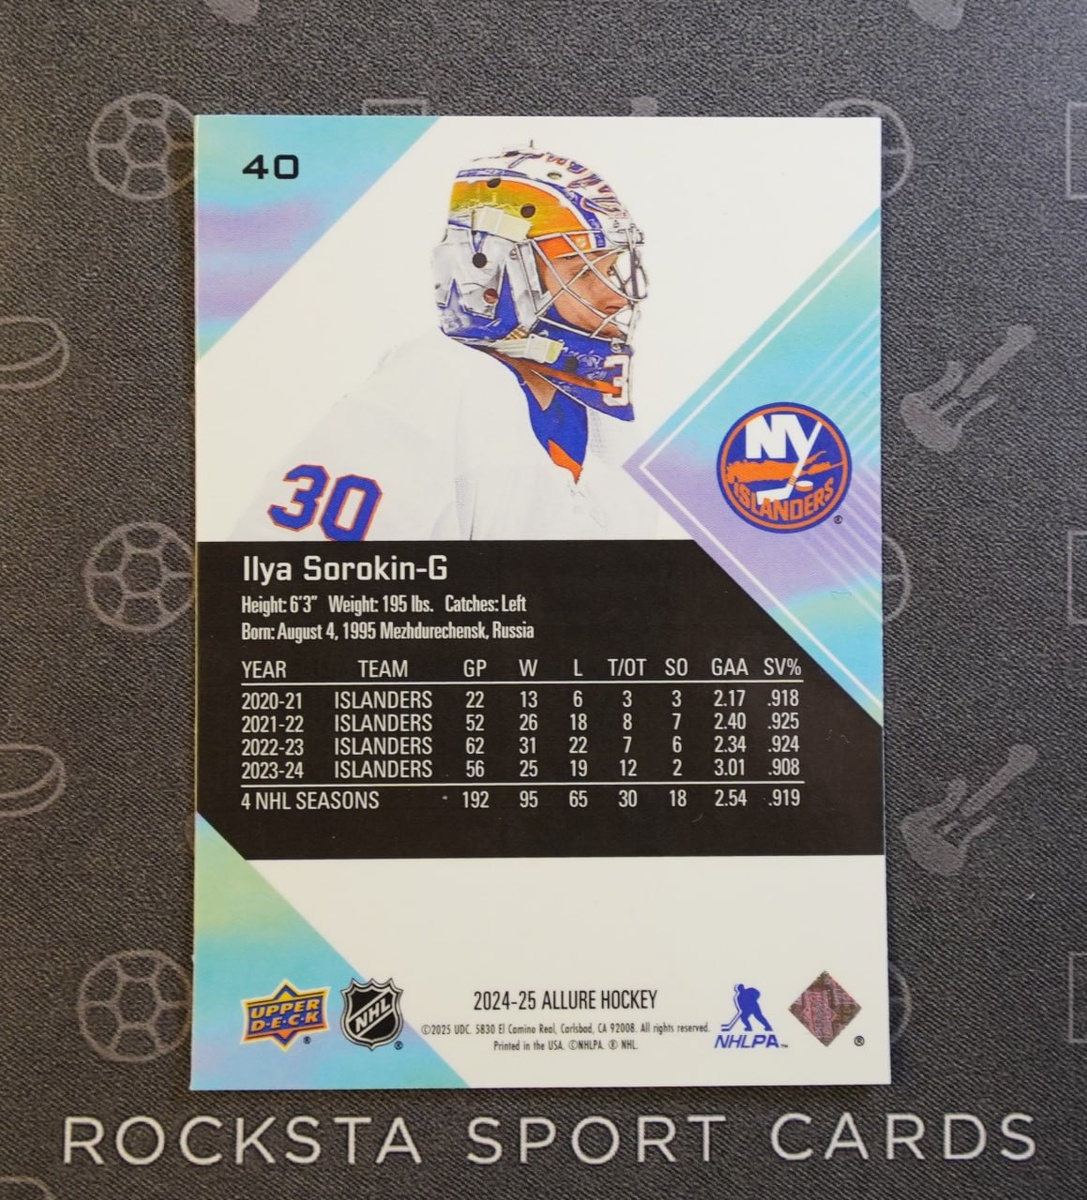 40
3
30
NY
ISLANDERS
®
Ilya Sorokin-G
Height: 6'3" Weight: 195 lbs. Catches: Left
Born: August 4, 1995 Mezhdurechensk, Russia
YEAR TEAM GP W L T/OT SO GAA SV%
2020-21 ISLANDERS 22 13 6 3 3 2.17 .918
2021-22 ISLANDERS 52 26 18 8 7 2.40 .925
2022-23 ISLANDERS 62 31 22 7 6 2.34 .924
2023-24 ISLANDERS 56 25 19 12 2 3.01 .908
4 NHL SEASONS 192 95 65 30 18 2.54 .919
UPPER
D·E·C·K
®
NHL
®
2024-25 ALLURE HOCKEY
©2025 UDC. 5830 El Camino Real, Carlsbad, CA 92008. All rights reserved.
Printed in the USA. ©NHLPA. ® NHL.
NHLPA™
®
ROCKSTA SPORT CARDS